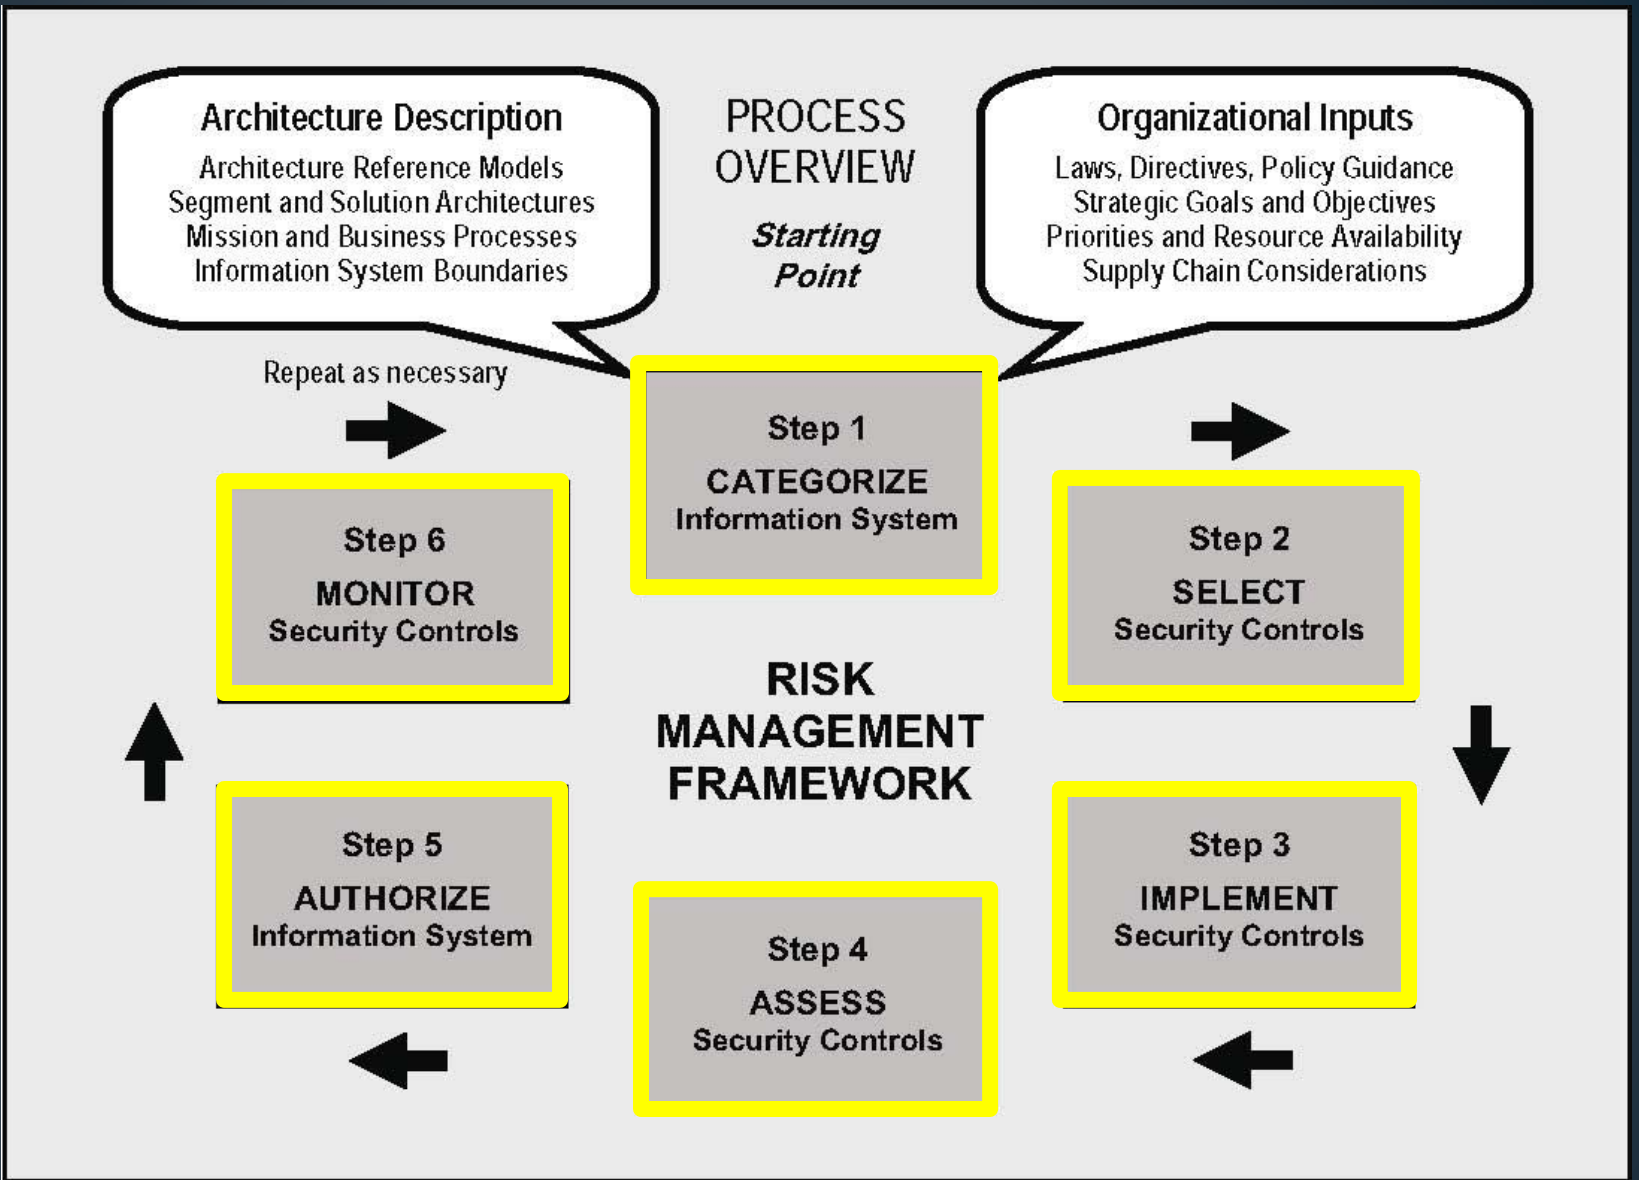 Architecture Description
Architecture Reference Models
Segment and Solution Architectures
Mission and Business Processes
Information System Boundaries
PROCESS
OVERVIEW
Starting
Point
Organizational Inputs
Laws, Directives, Policy Guidance
Strategic Goals and Objectives
Priorities and Resource Availability
Supply Chain Considerations
Repeat as necessary
Step 1
CATEGORIZE
Information System
Step 2
SELECT
Security Controls
Step 3
IMPLEMENT
Security Controls
Step 4
ASSESS
Security Controls
Step 5
AUTHORIZE
Information System
Step 6
MONITOR
Security Controls
RISK
MANAGEMENT
FRAMEWORK